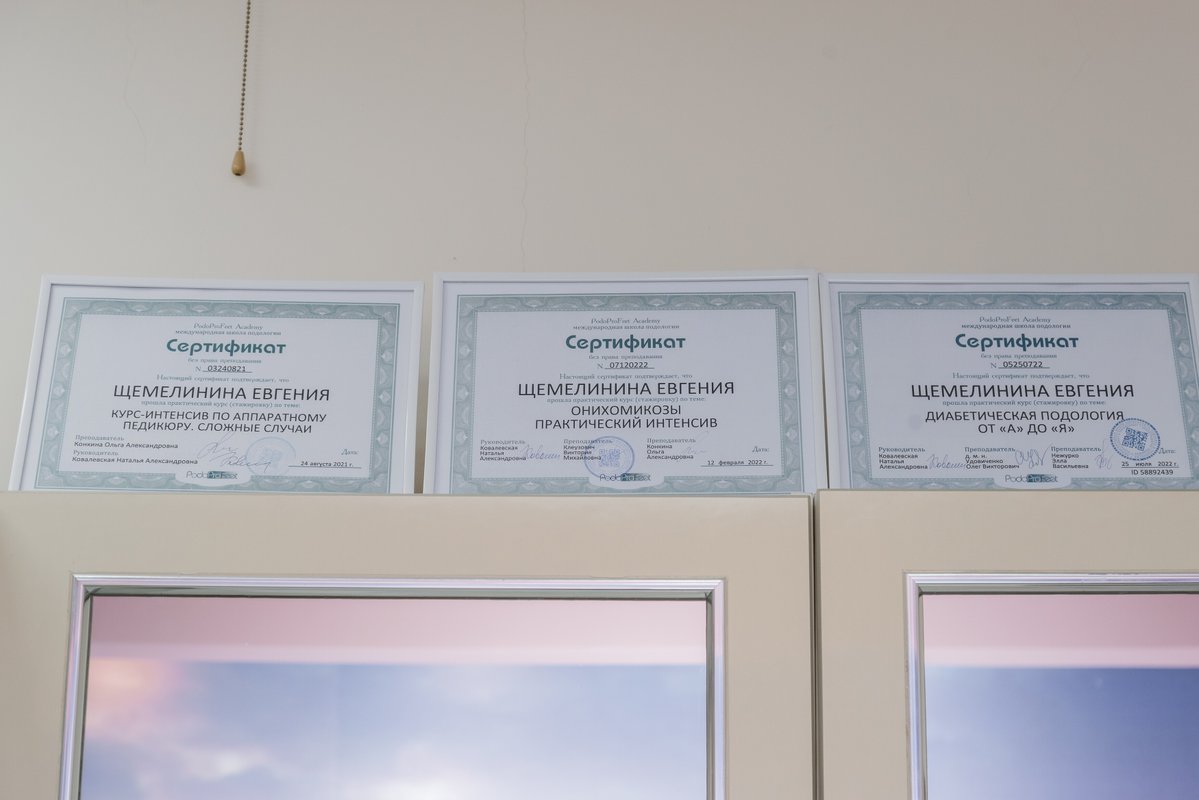 PodoProFeet Academy
международная школа подологии
Сертификат
без права преподавания
N 03240821
Настоящий сертификат подтверждает, что
ЩЕМЕЛИНИНА ЕВГЕНИЯ
прошла практический курс (стажировку) по теме:
КУРС-ИНТЕНСИВ ПО АППАРАТНОМУ
ПЕДИКЮРУ. СЛОЖНЫЕ СЛУЧАИ
Преподаватель
Конкина Ольга Александровна
Руководитель
Ковалевская Наталья Александровна
Дата:
24 августа 2021 г.
PodoProFeet
PodoProFeet Academy
международная школа подологии
Сертификат
без права преподавания
N 07120222
Настоящий сертификат подтверждает, что
ЩЕМЕЛИНИНА ЕВГЕНИЯ
прошла практический курс (стажировку) по теме:
ОНИХОМИКОЗЫ
ПРАКТИЧЕСКИЙ ИНТЕНСИВ
Руководитель
Ковалевская
Наталья
Александровна
Преподаватель
Клеузович
Виктория
Михайловна
Преподаватель
Конкина
Ольга
Александровна
Дата:
12 февраля 2022 г.
PodoProFeet
PodoProFeet Academy
международная школа подологии
Сертификат
без права преподавания
N 05250722
Настоящий сертификат подтверждает, что
ЩЕМЕЛИНИНА ЕВГЕНИЯ
прошла практический курс (стажировку) по теме:
ДИАБЕТИЧЕСКАЯ ПОДОЛОГИЯ
ОТ «А» ДО «Я»
Руководитель
Ковалевская
Наталья
Александровна
Преподаватель
д. м. н.
Удовиченко
Олег Викторович
Преподаватель
Немурко
Элла
Васильевна
Дата:
25 июля 2022 г.
ID 58892439
PodoProFeet